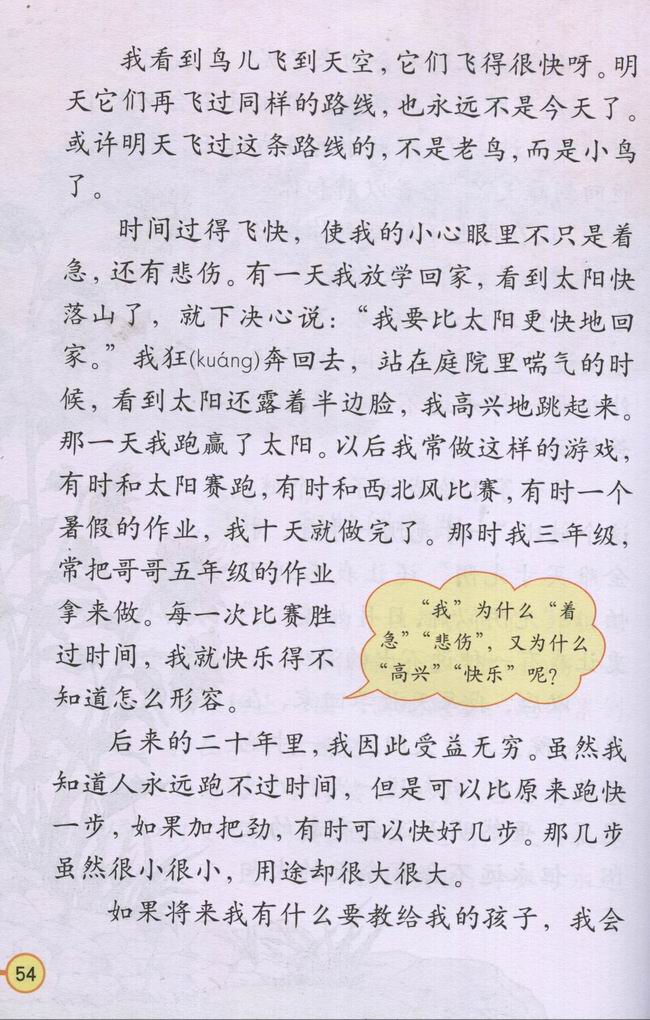 我看到鸟儿飞到天空，它们飞得很快呀。明
天它们再飞过同样的路线，也永远不是今天了。
或许明天飞过这条路线的，不是老鸟，而是小鸟
了。
时间过得飞快，使我的小心眼里不只是着
急，还有悲伤。有一天我放学回家，看到太阳快
落山了，就下决心说：“我要比太阳更快地回
家。”我狂(kuáng)奔回去，站在庭院里喘气的时
候，看到太阳还露着半边脸，我高兴地跳起来。
那一天我跑赢了太阳。以后我常做这样的游戏，
有时和太阳赛跑，有时和西北风比赛，有时一个
暑假的作业，我十天就做完了。那时我三年级，
常把哥哥五年级的作业
拿来做。每一次比赛胜
过时间，我就快乐得不
知道怎么形容。
“我”为什么“着
急”“悲伤”，又为什么
“高兴”“快乐”呢？
后来的二十年里，我因此受益无穷。虽然我
知道人永远跑不过时间，但是可以比原来跑快
一步，如果加把劲，有时可以快好几步。那几步
虽然很小很小，用途却很大很大。
如果将来我有什么要教给我的孩子，我会
54